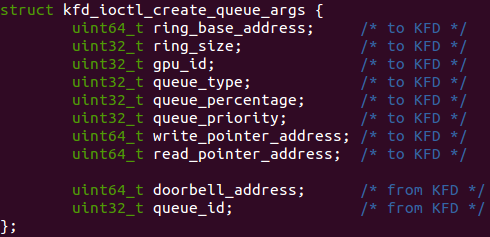 struct kfd_ioctl_create_queue_args {
        uint64_t ring_base_address;     /* to KFD */
        uint32_t ring_size;             /* to KFD */
        uint32_t gpu_id;                /* to KFD */
        uint32_t queue_type;            /* to KFD */
        uint32_t queue_percentage;      /* to KFD */
        uint32_t queue_priority;        /* to KFD */
        uint64_t write_pointer_address; /* to KFD */
        uint64_t read_pointer_address;  /* to KFD */

        uint64_t doorbell_address;      /* from KFD */
        uint32_t queue_id;              /* from KFD */
};